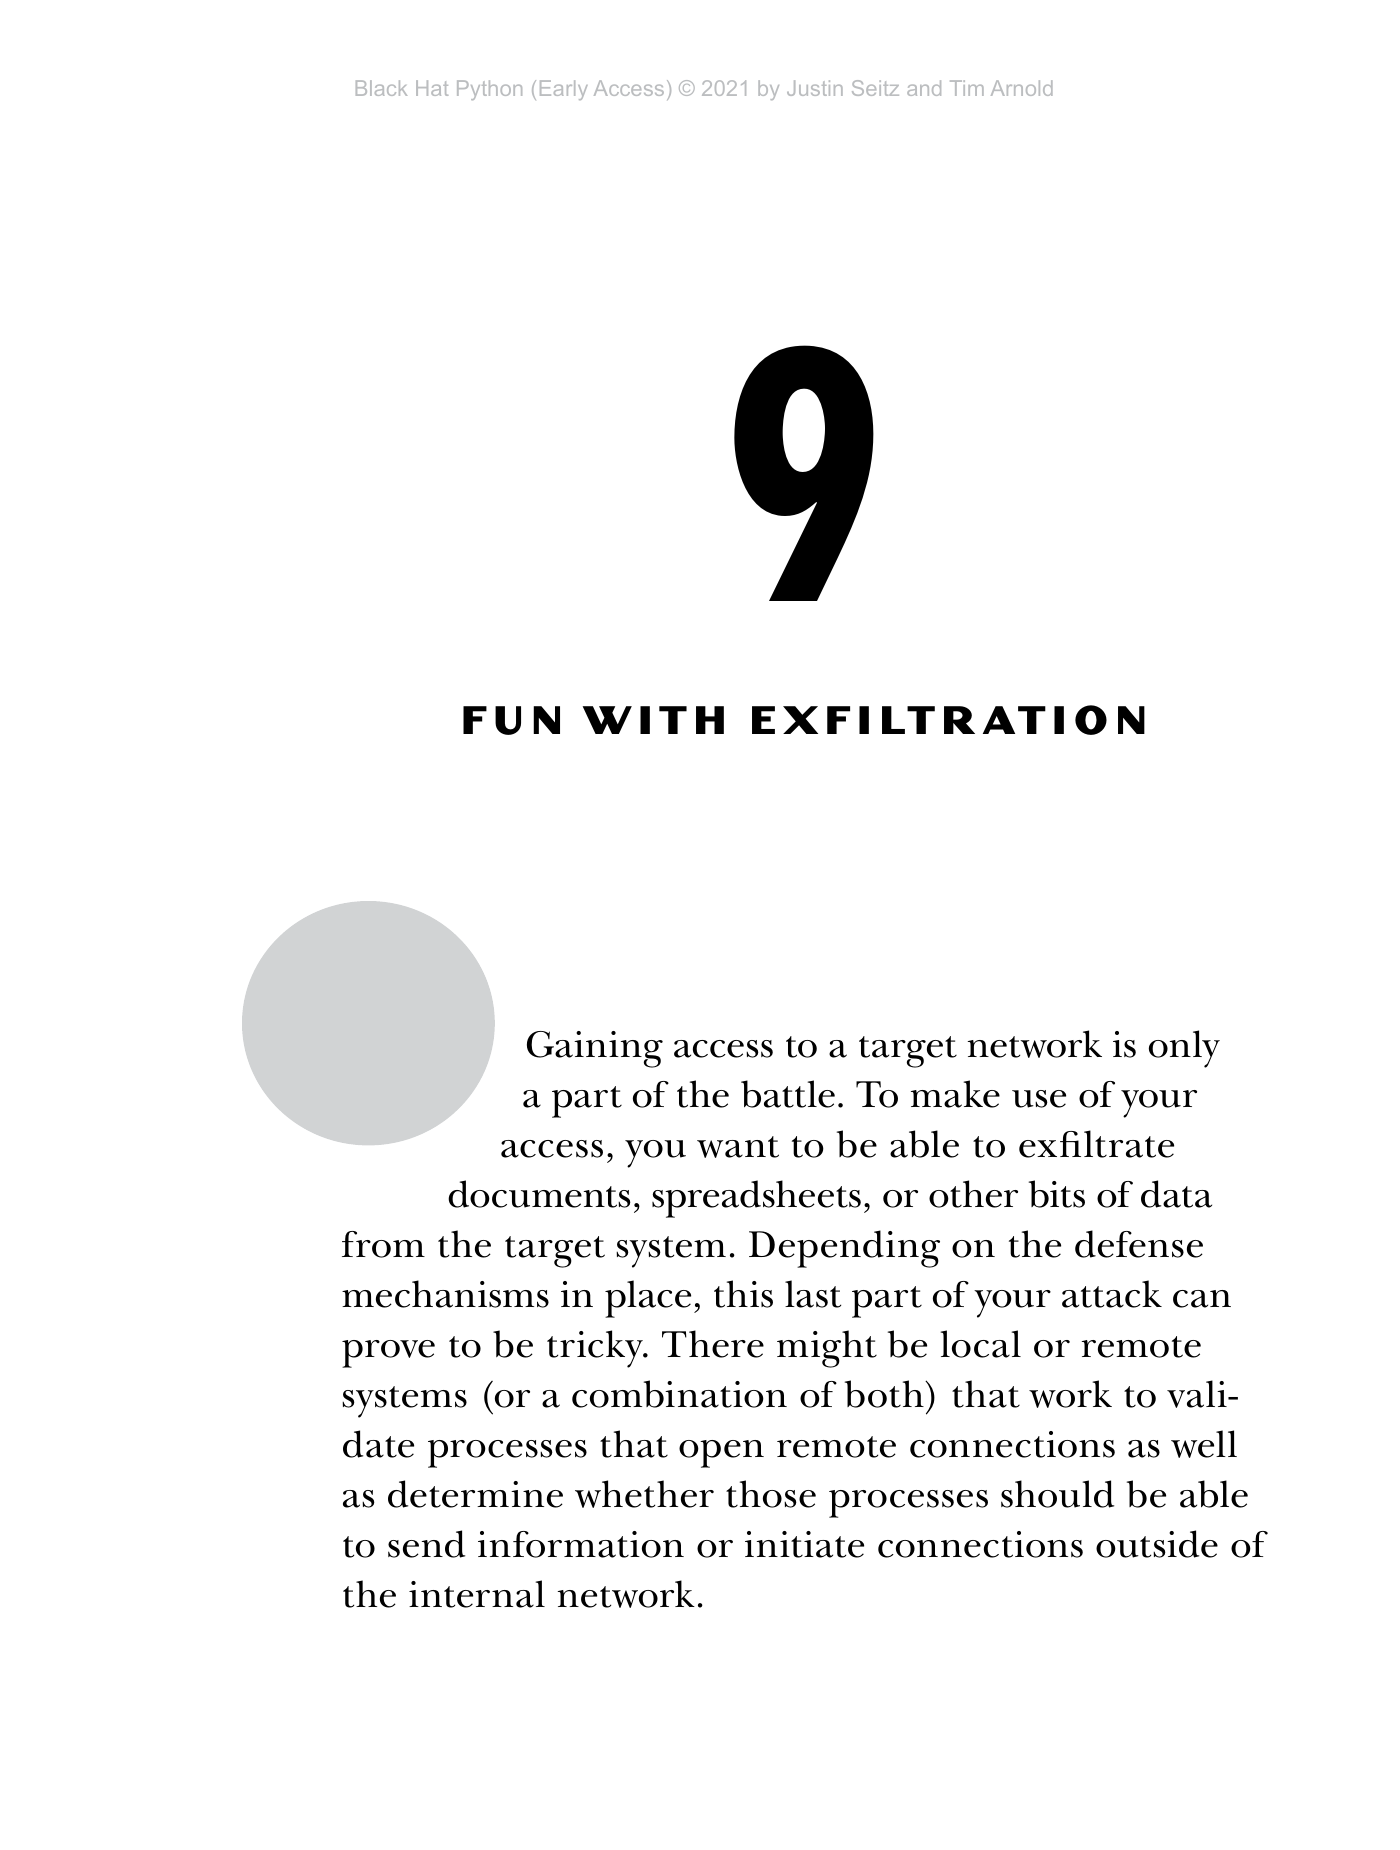 Black Hat Python (Early Access) © 2021 by Justin Seitz and Tim Arnold
9
FUN WITH EXFILTRATION
Gaining access to a target network is only
a part of the battle. To make use of your
access, you want to be able to exfiltrate
documents, spreadsheets, or other bits of data
from the target system. Depending on the defense
mechanisms in place, this last part of your attack can
prove to be tricky. There might be local or remote
systems (or a combination of both) that work to vali-
date processes that open remote connections as well
as determine whether those processes should be able
to send information or initiate connections outside of
the internal network.